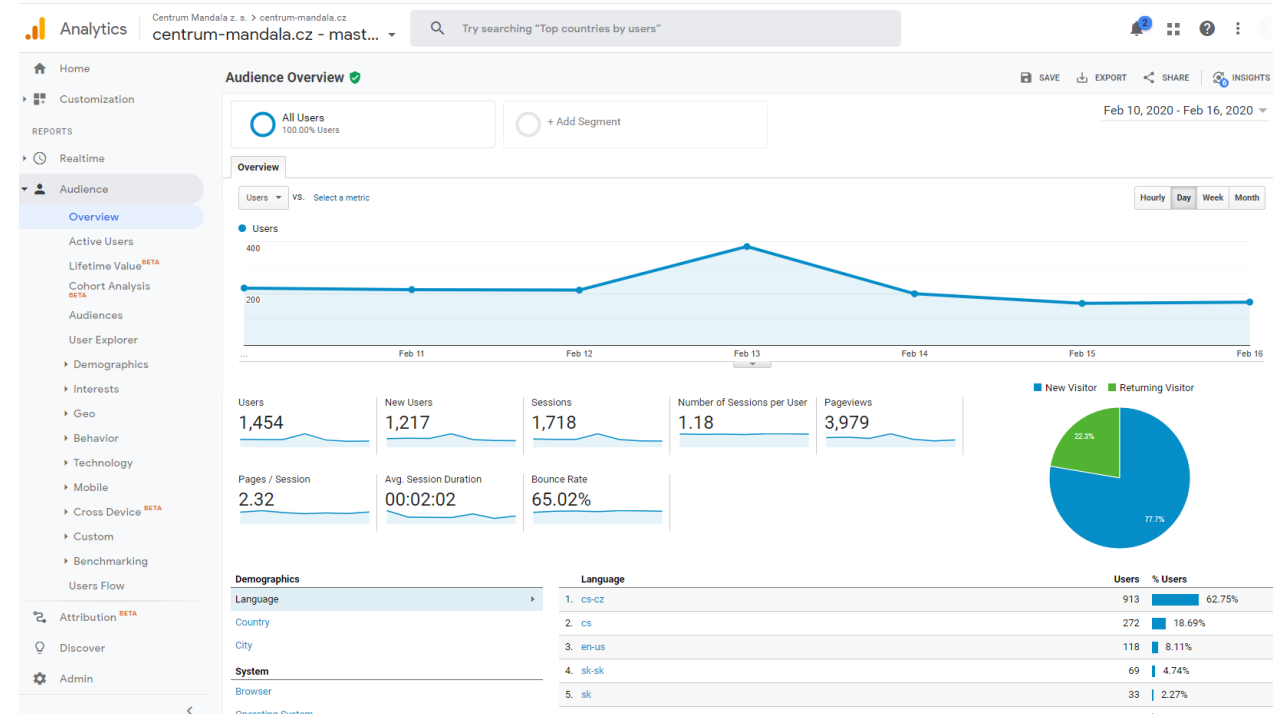 Analytics
Centrum Mandala z. s. > centrum-mandala.cz
centrum-mandala.cz - mast...
Try searching "Top countries by users"
2
Home
Customization
REPORTS
Realtime
Audience
Overview
Active Users
Lifetime Value BETA
Cohort Analysis
BETA
Audiences
User Explorer
Demographics
Interests
Geo
Behavior
Technology
Mobile
Cross Device BETA
Custom
Benchmarking
Users Flow
Attribution BETA
Discover
Admin
Audience Overview
SAVE EXPORT SHARE 6 INSIGHTS
All Users
100.00% Users
+ Add Segment
Feb 10, 2020 - Feb 16, 2020
Overview
Users VS. Select a metric
Hourly Day Week Month
Users
400
200
... Feb 11 Feb 12 Feb 13 Feb 14 Feb 15 Feb 16
New Visitor Returning Visitor
22.3%
77.7%
Users
1,454
New Users
1,217
Sessions
1,718
Number of Sessions per User
1.18
Pageviews
3,979
Pages / Session
2.32
Avg. Session Duration
00:02:02
Bounce Rate
65.02%
Demographics
Language
Country
City
System
Browser
Operating System
Language Users % Users
1. cs-cz 913 62.75%
2. cs 272 18.69%
3. en-us 118 8.11%
4. sk-sk 69 4.74%
5. sk 33 2.27%